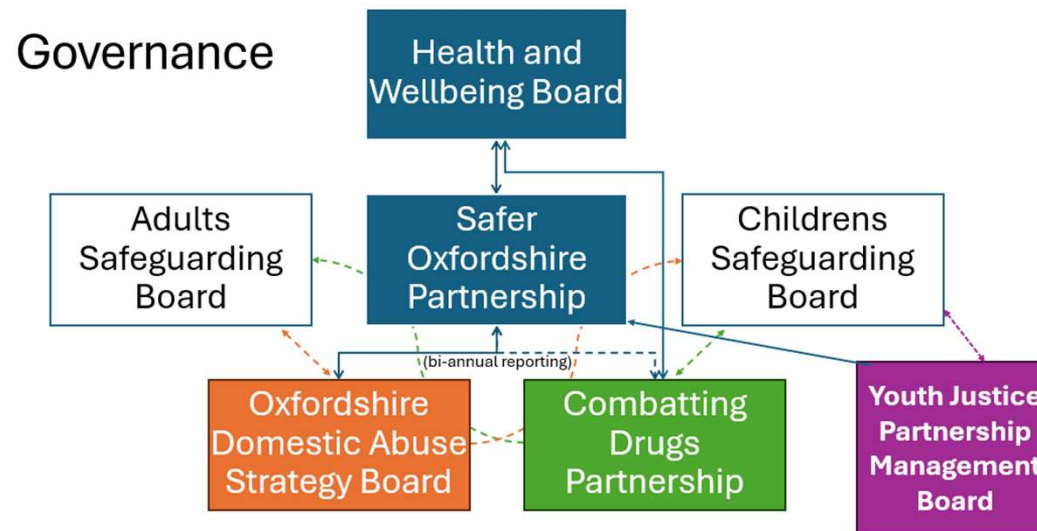 Governance
Health and
Wellbeing Board
Adults
Safeguarding
Board
Safer
Oxfordshire
Partnership
Childrens
Safeguarding
Board
(bi-annual reporting)
Oxfordshire
Domestic Abuse
Strategy Board
Combatting
Drugs
Partnership
Youth Justice
Partnership
Management
Board